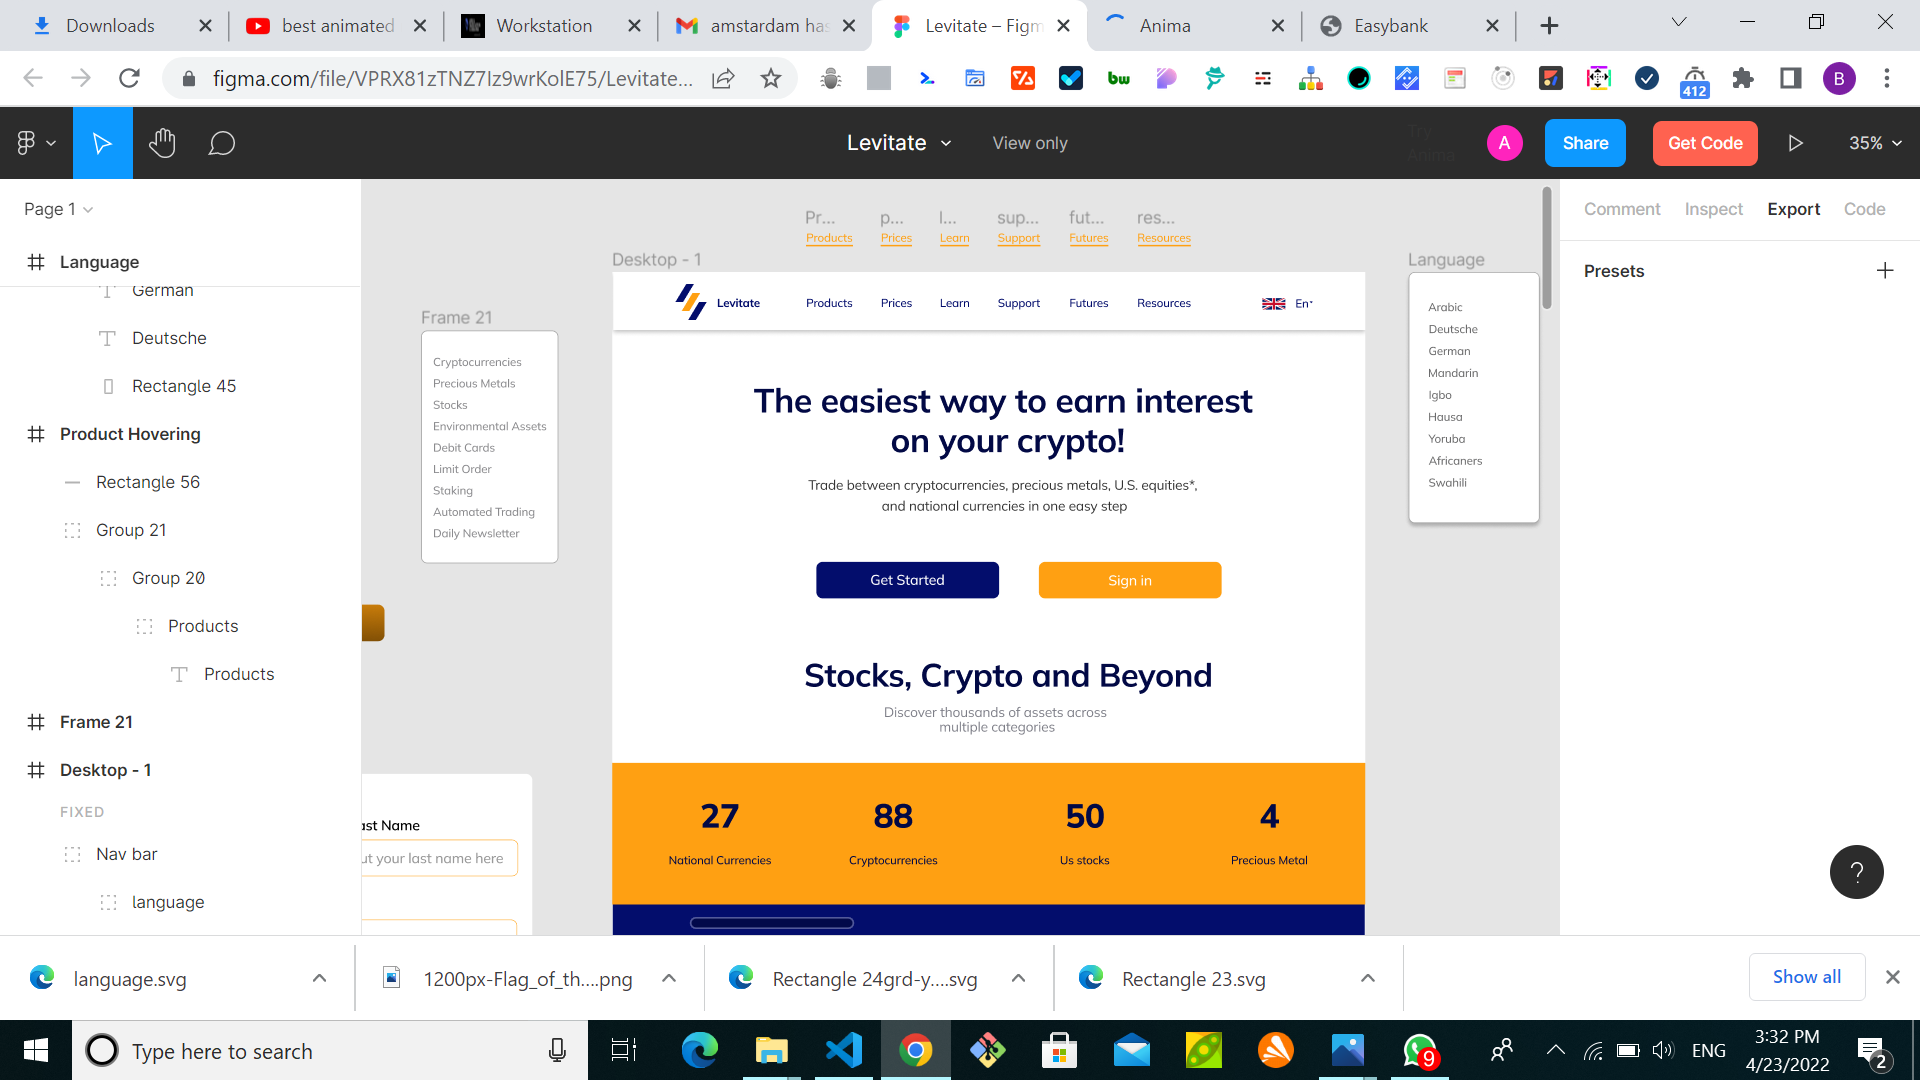 Downloads
best animated
Workstation
amstardam has
Levitate – Figm
Anima
Easybank
figma.com/file/VPRX81zTNZ7Iz9wrKolE75/Levitate...
412
B
Levitate
View only
Try
Anima
A
Share
Get Code
35%
Page 1
Language
German
Deutsche
Rectangle 45
Product Hovering
Rectangle 56
Group 21
Group 20
Products
Products
Frame 21
Desktop - 1
FIXED
Nav bar
language
Pr...
p...
l...
sup...
fut...
res...
Products
Prices
Learn
Support
Futures
Resources
Desktop - 1
Levitate
Products
Prices
Learn
Support
Futures
Resources
En
Frame 21
Cryptocurrencies
Precious Metals
Stocks
Environmental Assets
Debit Cards
Limit Order
Staking
Automated Trading
Daily Newsletter
The easiest way to earn interest
on your crypto!
Trade between cryptocurrencies, precious metals, U.S. equities*,
and national currencies in one easy step
Get Started
Sign in
Stocks, Crypto and Beyond
Discover thousands of assets across
multiple categories
27
88
50
4
National Currencies
Cryptocurrencies
Us stocks
Precious Metal
ast Name
ut your last name here
Language
Arabic
Deutsche
German
Mandarin
Igbo
Hausa
Yoruba
Africaners
Swahili
Comment
Inspect
Export
Code
Presets
?
language.svg
1200px-Flag_of_th....png
Rectangle 24grd-y....svg
Rectangle 23.svg
Show all
Type here to search
9
ENG
3:32 PM
4/23/2022
2